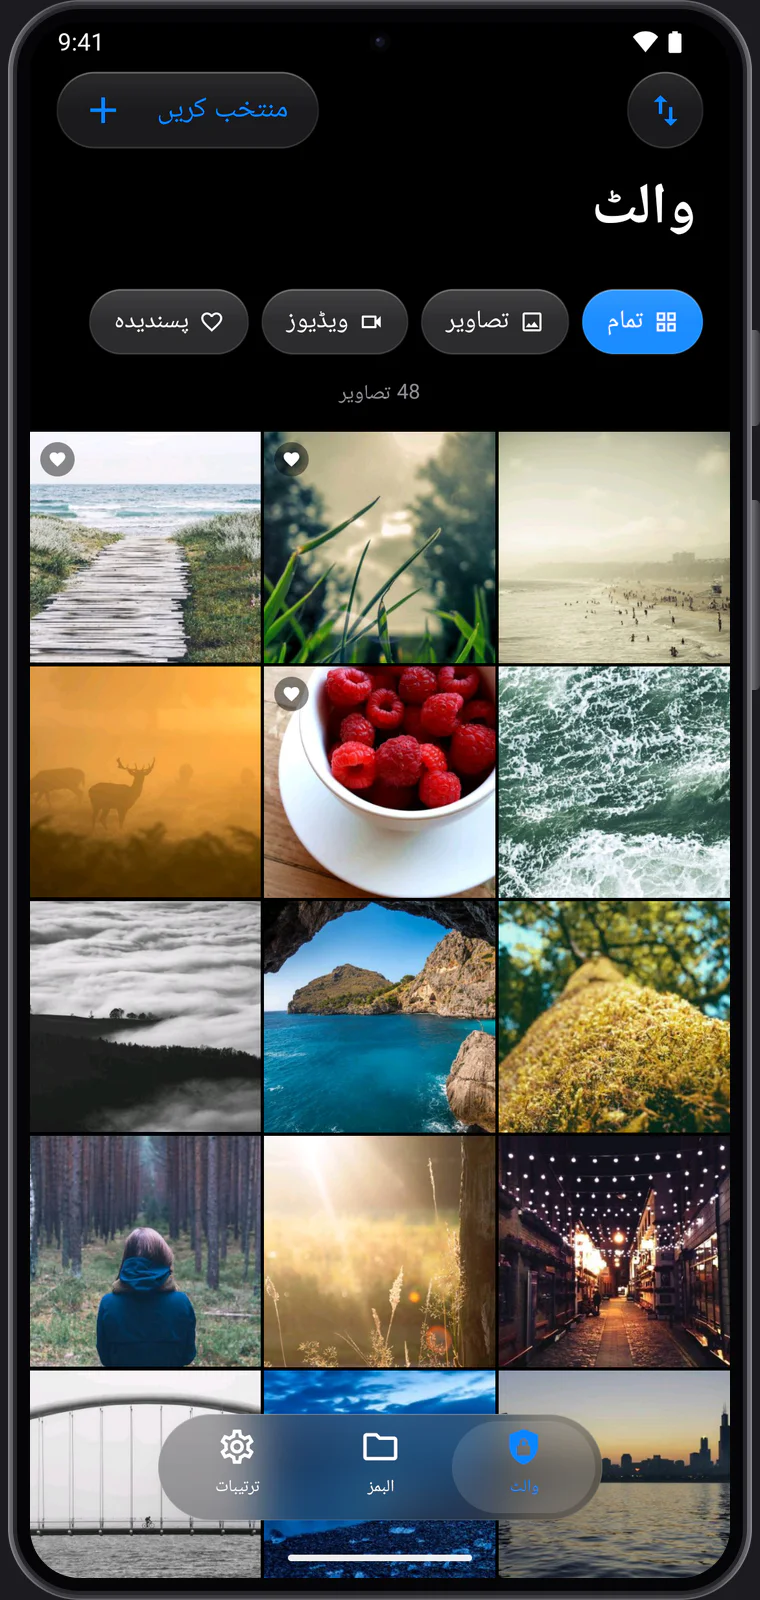 9:41
منتخب کریں
والٹ
تمام
تصاویر
ویڈیوز
پسندیدہ
48 تصاویر
والٹ
البمز
ترتیبات